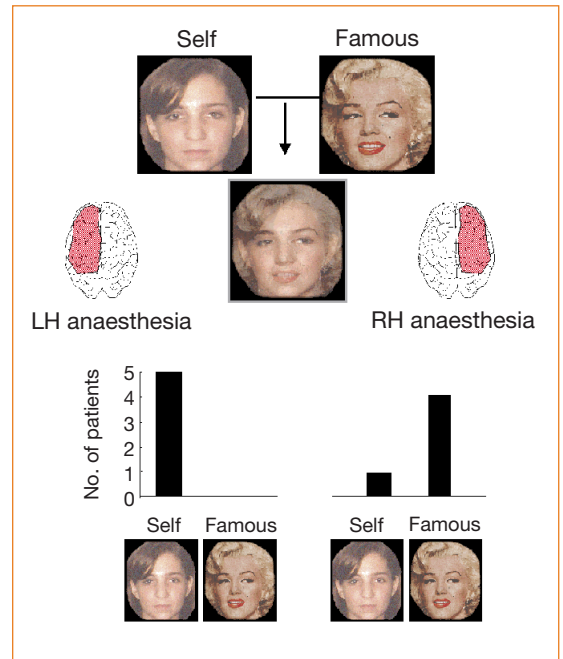 Self Famous
LH anaesthesia RH anaesthesia
No. of patients
5
4
3
2
1
0
Self Famous Self Famous